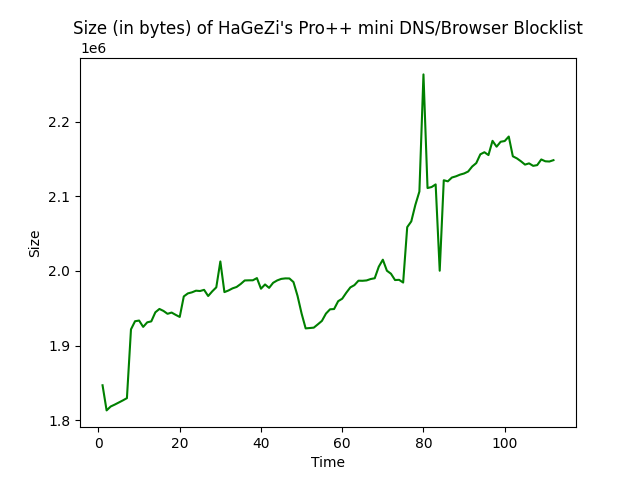 Size (in bytes) of HaGeZi's Pro++ mini DNS/Browser Blocklist
1e6
2.2
2.1
2.0
1.9
1.8
Size
0 20 40 60 80 100
Time